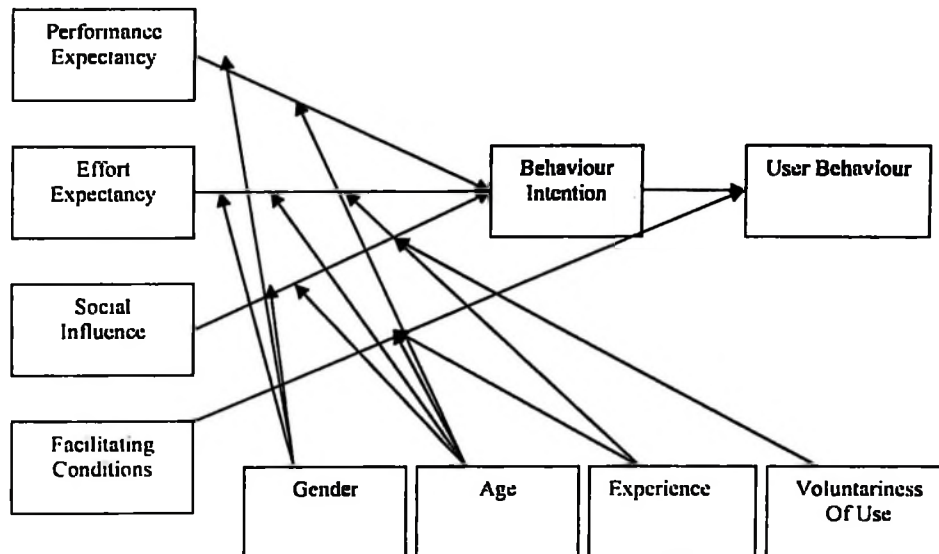 Performance
Expectancy
Effort
Expectancy
Behaviour
Intention
User Behaviour
Social
Influence
Facilitating
Conditions
Gender
Age
Experience
Voluntariness
Of Use